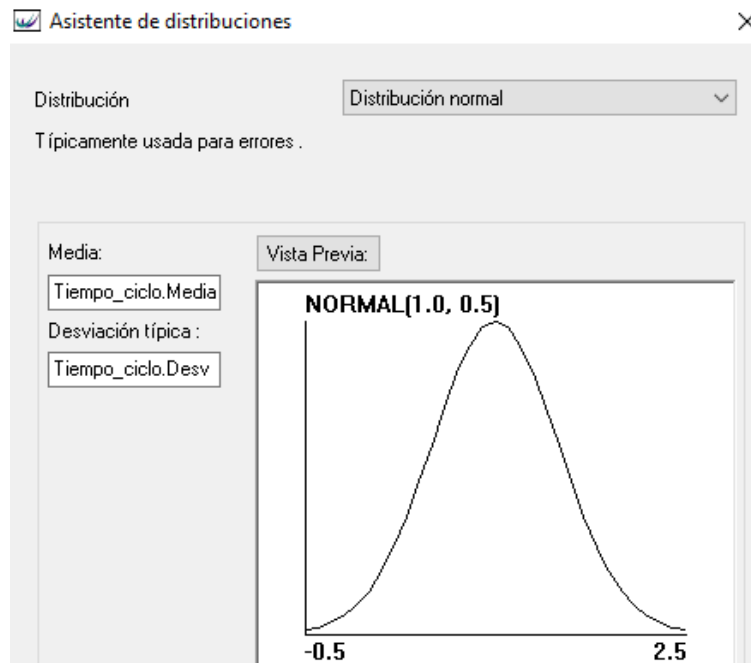 Asistente de distribuciones
Distribución
Distribución normal
Típicamente usada para errores .
Media:
Vista Previa:
Tiempo_ciclo.Media
Desviación típica :
Tiempo_ciclo.Desv
NORMAL(1.0, 0.5)
-0.5
2.5